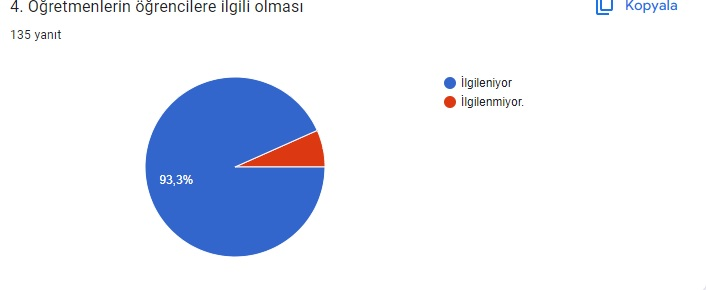 4. Öğretmenlerin öğrencilere ilgili olması
Kopyala
135 yanıt
İlgileniyor
İlgilenmiyor.
93,3%